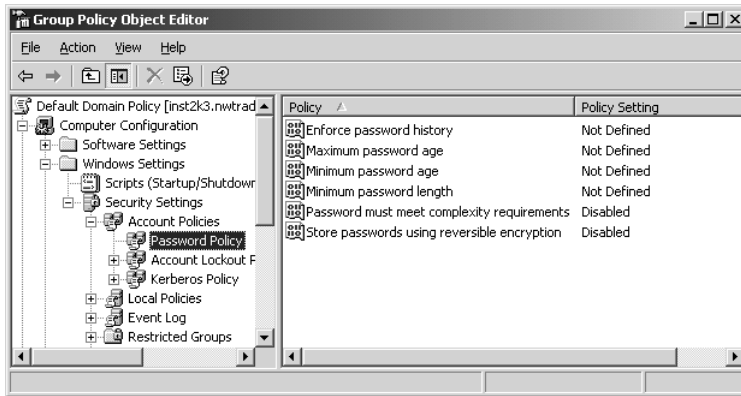 Group Policy Object Editor
File Action View Help
Default Domain Policy [inst2k3.nwtrad
Computer Configuration
Software Settings
Windows Settings
Scripts (Startup/Shutdowr
Security Settings
Account Policies
Password Policy
Account Lockout F
Kerberos Policy
Local Policies
Event Log
Restricted Groups
Policy Policy Setting
Enforce password history Not Defined
Maximum password age Not Defined
Minimum password age Not Defined
Minimum password length Not Defined
Password must meet complexity requirements Disabled
Store passwords using reversible encryption Disabled